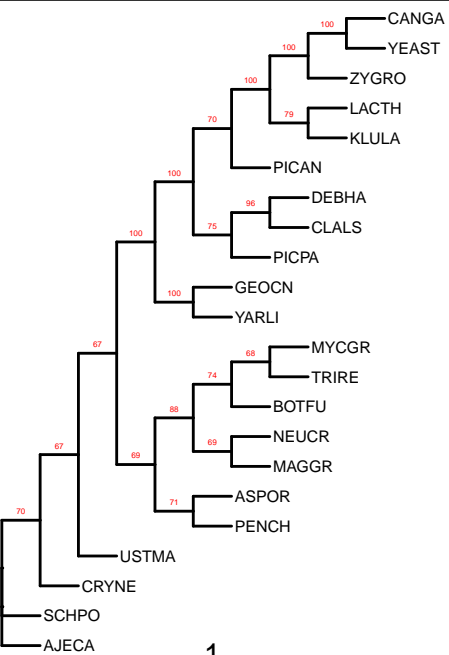 CANGA
100
YEAST
100
ZYGRO
100
LACTH
79
KLULA
70
PICAN
100
DEBHA
96
CLALS
75
PICPA
100
GEOCN
100
YARLI
67
MYCGR
68
TRIRE
74
BOTFU
88
NEUCR
69
MAGGR
69
ASPOR
71
PENCH
67
USTMA
70
CRYNE
SCHPO
AJECA
1